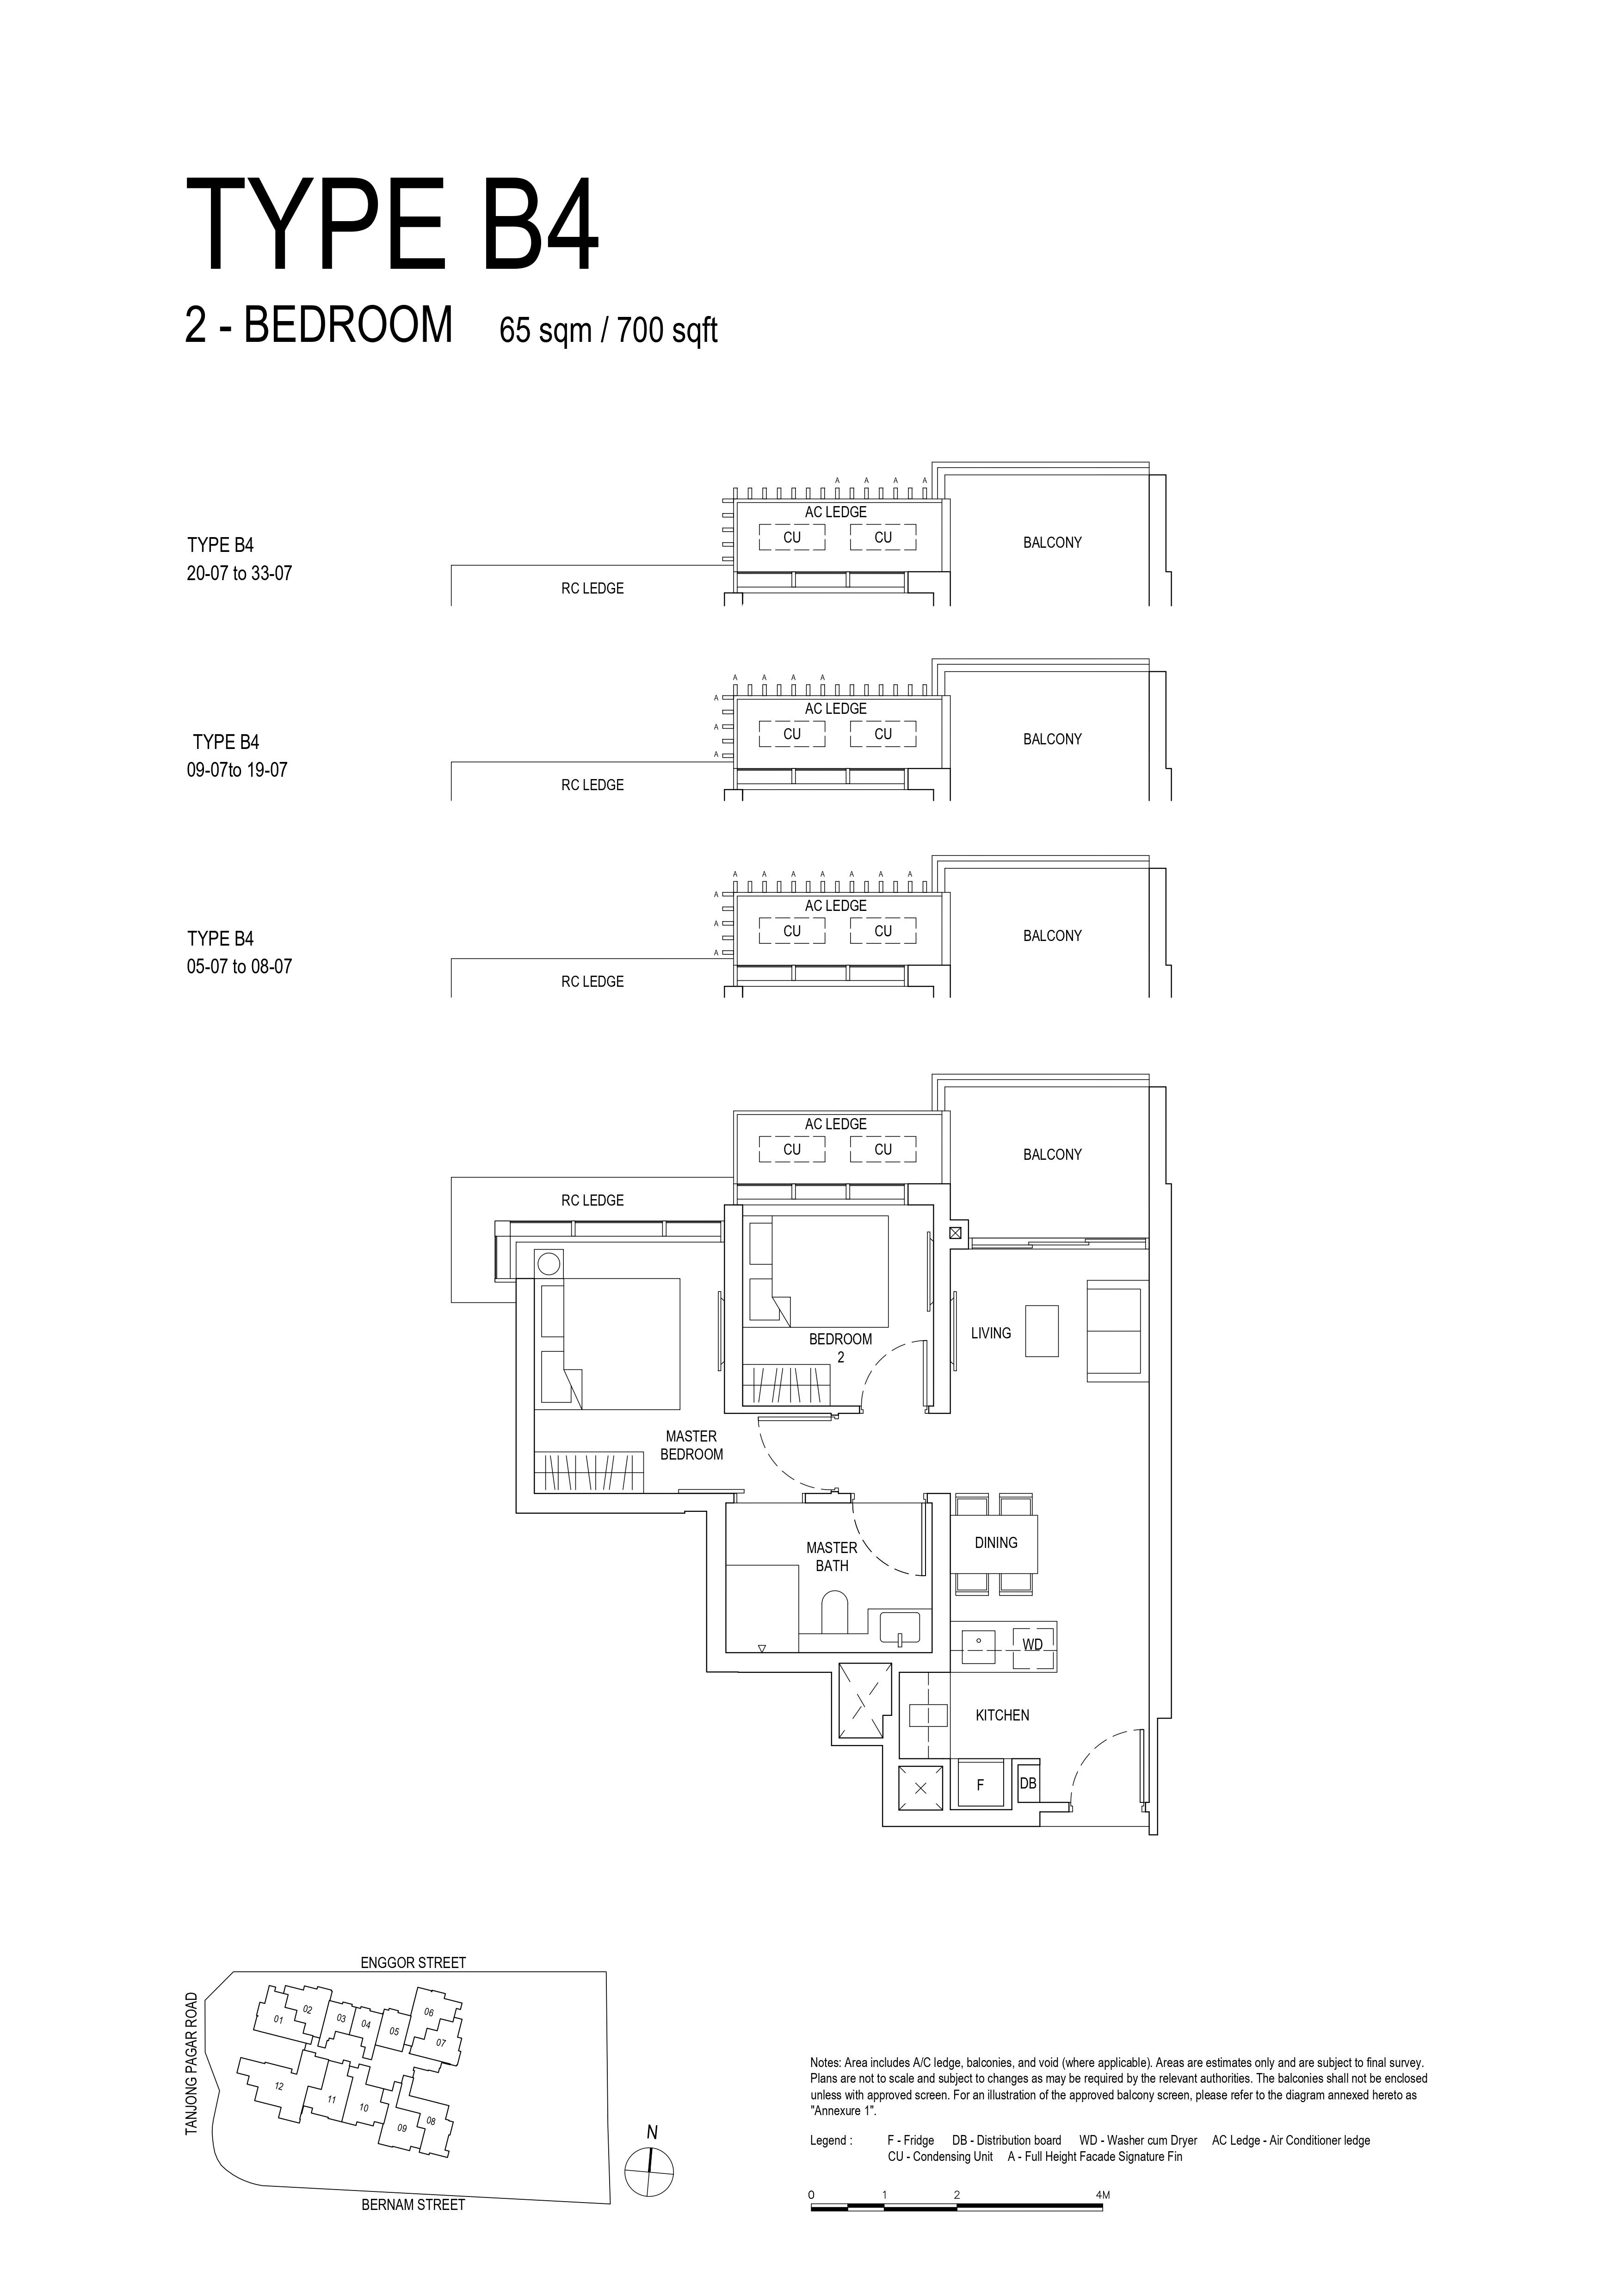 TYPE B4
2 - BEDROOM 65 sqm / 700 sqft
A A A A
AC LEDGE
CU CU
BALCONY
TYPE B4
20-07 to 33-07
RC LEDGE
A A A A
A
AC LEDGE
A
CU CU
BALCONY
TYPE B4
A
09-07to 19-07
RC LEDGE
A A A A A A A
A
AC LEDGE
A
CU CU
BALCONY
TYPE B4
A
05-07 to 08-07
RC LEDGE
AC LEDGE
CU CU
BALCONY
RC LEDGE
LIVING
BEDROOM
2
MASTER
BEDROOM
DINING
MASTER
BATH
WD
KITCHEN
F
DB
ENGGOR STREET
TANJONG PAGAR ROAD
01
02
03
04
05
06
07
12
11
10
09
08
BERNAM STREET
N
Notes: Area includes A/C ledge, balconies, and void (where applicable). Areas are estimates only and are subject to final survey.
Plans are not to scale and subject to changes as may be required by the relevant authorities. The balconies shall not be enclosed
unless with approved screen. For an illustration of the approved balcony screen, please refer to the diagram annexed hereto as
"Annexure 1".
Legend : F - Fridge DB - Distribution board WD - Washer cum Dryer AC Ledge - Air Conditioner ledge
CU - Condensing Unit A - Full Height Facade Signature Fin
0 1 2 4M